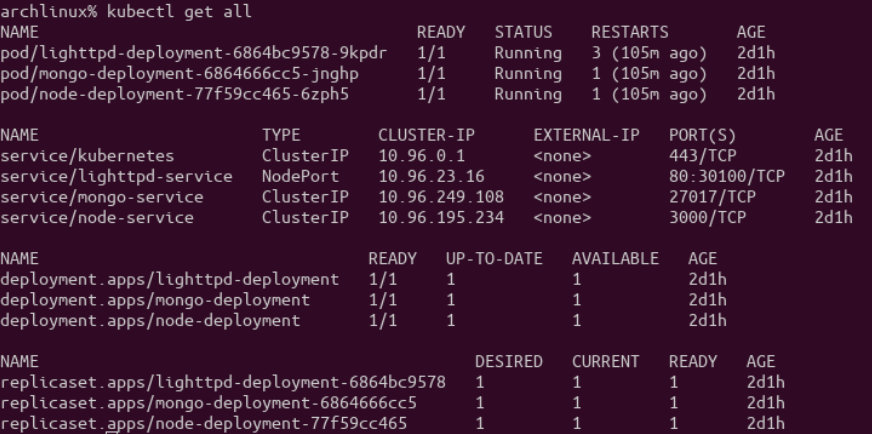 archlinux% kubectl get all
NAME READY STATUS RESTARTS AGE
pod/lighttpd-deployment-6864bc9578-9kpdr 1/1 Running 3 (105m ago) 2d1h
pod/mongo-deployment-6864666cc5-jnghp 1/1 Running 1 (105m ago) 2d1h
pod/node-deployment-77f59cc465-6zph5 1/1 Running 1 (105m ago) 2d1h
NAME TYPE CLUSTER-IP EXTERNAL-IP PORT(S) AGE
service/kubernetes ClusterIP 10.96.0.1 <none> 443/TCP 2d1h
service/lighttpd-service NodePort 10.96.23.16 <none> 80:30100/TCP 2d1h
service/mongo-service ClusterIP 10.96.249.108 <none> 27017/TCP 2d1h
service/node-service ClusterIP 10.96.195.234 <none> 3000/TCP 2d1h
NAME READY UP-TO-DATE AVAILABLE AGE
deployment.apps/lighttpd-deployment 1/1 1 1 2d1h
deployment.apps/mongo-deployment 1/1 1 1 2d1h
deployment.apps/node-deployment 1/1 1 1 2d1h
NAME DESIRED CURRENT READY AGE
replicaset.apps/lighttpd-deployment-6864bc9578 1 1 1 2d1h
replicaset.apps/mongo-deployment-6864666cc5 1 1 1 2d1h
replicaset.apps/node-deployment-77f59cc465 1 1 1 2d1h